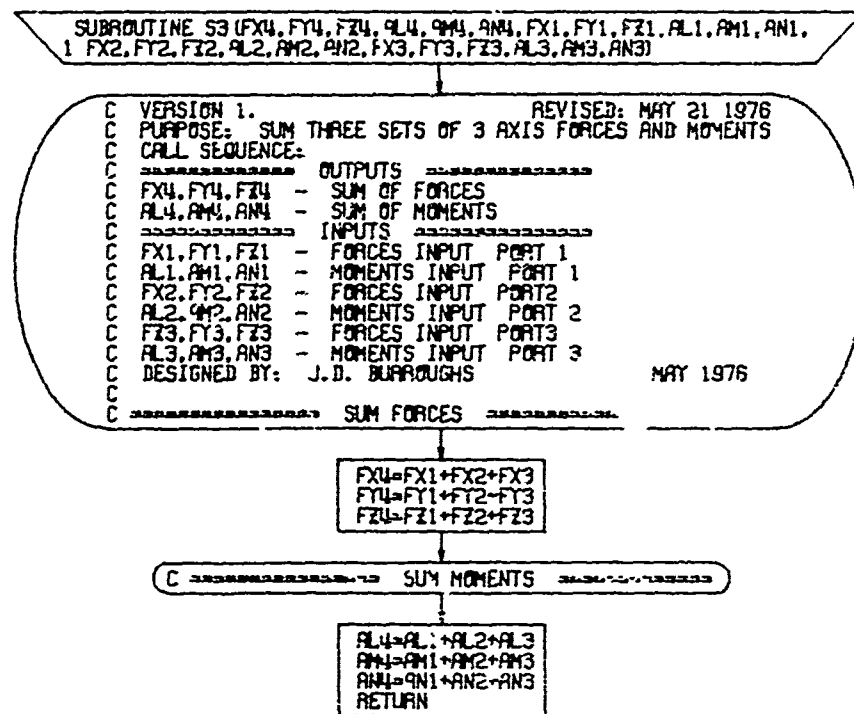 SUBROUTINE S3(FX4,FY4,FZ4,AL4,AM4,AN4,FX1,FY1,FZ1,AL1,AM1,AN1,
1 FX2,FY2,FZ2,AL2,AM2,AN2,FX3,FY3,FZ3,AL3,AM3,AN3)
C VERSION 1. REVISED: MAY 21 1976
C PURPOSE: SUM THREE SETS OF 3 AXIS FORCES AND MOMENTS
C CALL SEQUENCE:
C ============== OUTPUTS ===============
C FX4,FY4,FZ4 - SUM OF FORCES
C AL4,AM4,AN4 - SUM OF MOMENTS
C ============== INPUTS ================
C FX1,FY1,FZ1 - FORCES INPUT PORT 1
C AL1,AM1,AN1 - MOMENTS INPUT PORT 1
C FX2,FY2,FZ2 - FORCES INPUT PORT2
C AL2,AM2,AN2 - MOMENTS INPUT PORT 2
C FZ3,FY3,FZ3 - FORCES INPUT PORT3
C AL3,AM3,AN3 - MOMENTS INPUT PORT 3
C DESIGNED BY: J.D. BURROUGHS MAY 1976
C
C ================= SUM FORCES ============
FX4=FX1+FX2+FX3
FY4=FY1+FY2+FY3
FZ4=FZ1+FZ2+FZ3
C ================= SUM MOMENTS ==============
AL4=AL1+AL2+AL3
AM4=AM1+AM2+AM3
AN4=AN1+AN2+AN3
RETURN